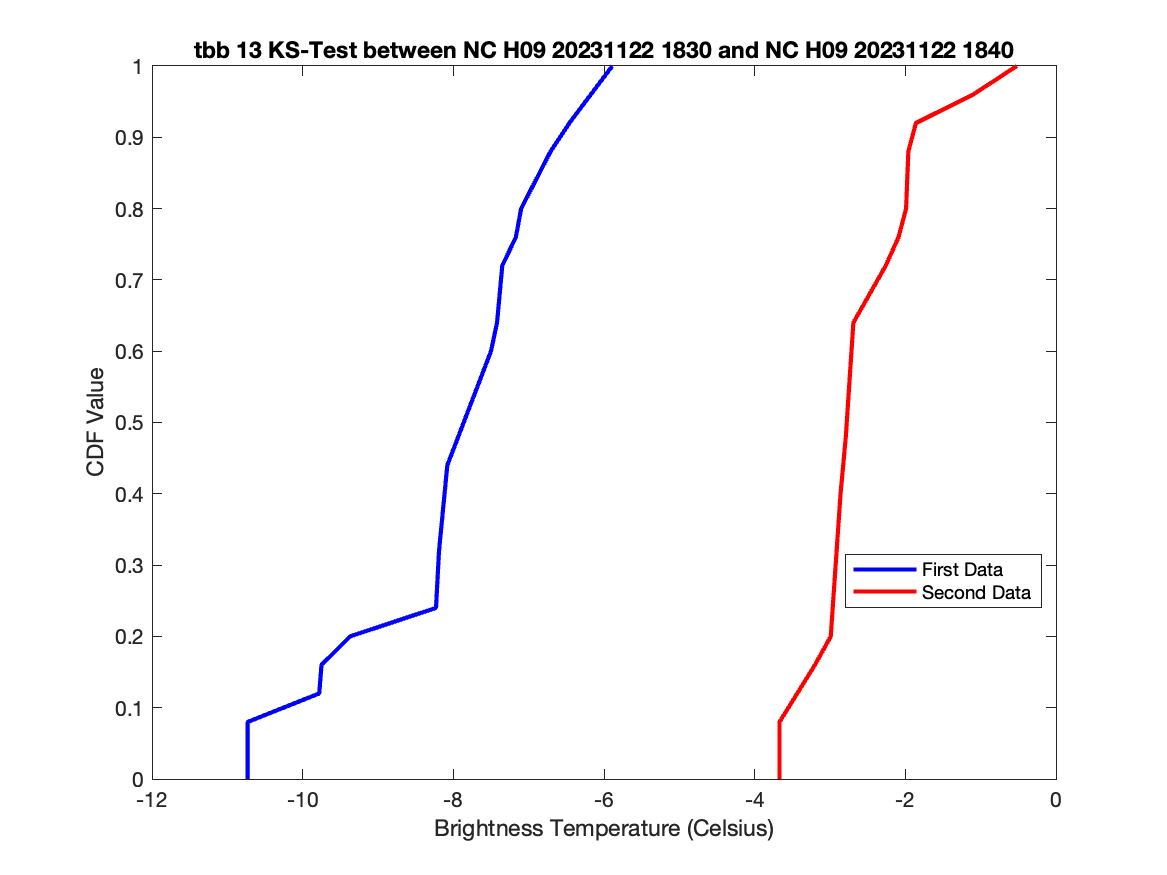 tbb 13 KS-Test between NC H09 20231122 1830 and NC H09 20231122 1840
1
0.9
0.8
0.7
0.6
0.5
0.4
0.3
0.2
0.1
0
CDF Value
First Data
Second Data
-12 -10 -8 -6 -4 -2 0
Brightness Temperature (Celsius)